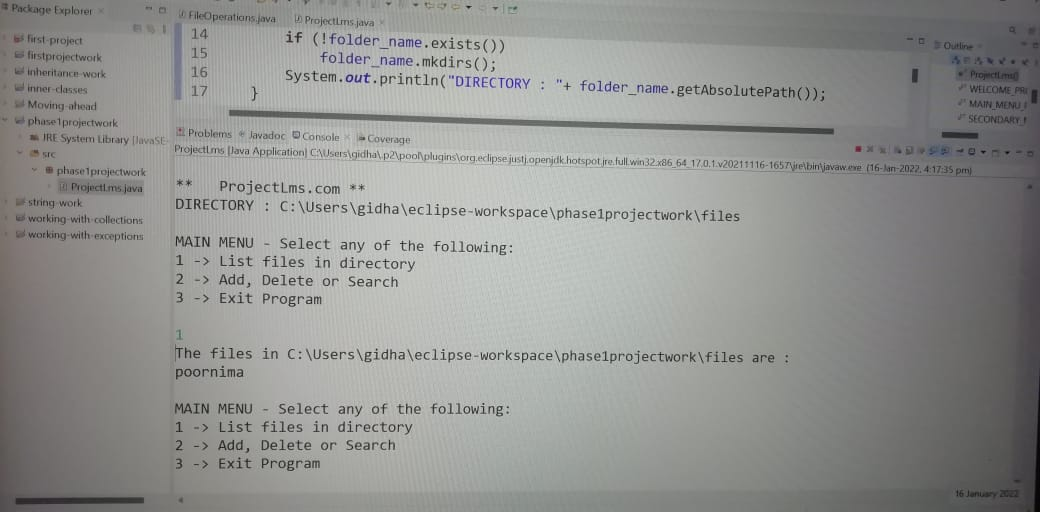 Package Explorer ×
first-project
firstprojectwork
inheritance-work
inner-classes
Moving-ahead
phase1projectwork
JRE System Library [JavaSE-
src
phase1projectwork
ProjectLms.java
string-work
working-with-collections
working-with-exceptions
FileOperations.java ProjectLms.java ×
14 if (!folder_name.exists())
15 folder_name.mkdirs();
16 System.out.println("DIRECTORY : "+ folder_name.getAbsolutePath());
17 }
Outline ×
ProjectLms()
WELCOME_PR
MAIN_MENU_
SECONDARY_
Problems Javadoc Console × Coverage
ProjectLms [Java Application] C:\Users\gidha\.p2\pool\plugins\org.eclipse.justj.openjdk.hotspot.jre.full.win32.x86_64_17.0.1.v20211116-1657\jre\bin\javaw.exe (16-Jan-2022, 4:17:35 pm)
** ProjectLms.com **
DIRECTORY : C:\Users\gidha\eclipse-workspace\phase1projectwork\files
MAIN MENU - Select any of the following:
1 -> List files in directory
2 -> Add, Delete or Search
3 -> Exit Program
1
The files in C:\Users\gidha\eclipse-workspace\phase1projectwork\files are :
poornima
MAIN MENU - Select any of the following:
1 -> List files in directory
2 -> Add, Delete or Search
3 -> Exit Program
16 January 2022